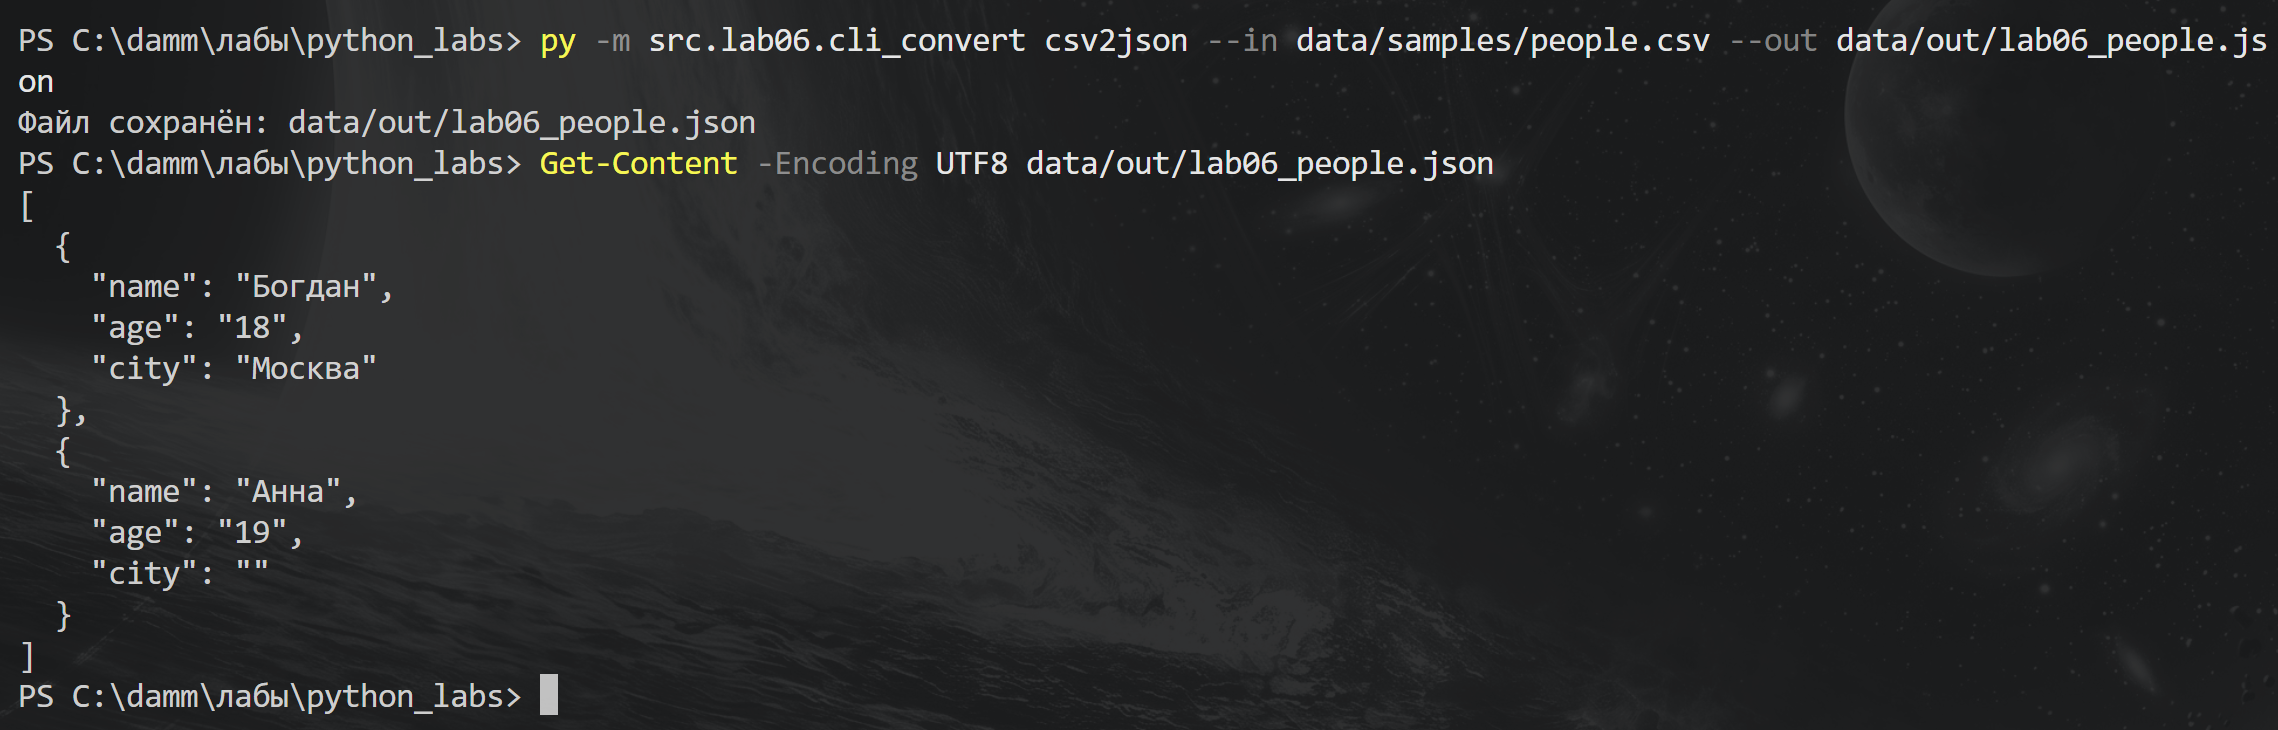 PS C:\damm\лабы\python_labs> py -m src.lab06.cli_convert csv2json --in data/samples/people.csv --out data/out/lab06_people.js
on
Файл сохранён: data/out/lab06_people.json
PS C:\damm\лабы\python_labs> Get-Content -Encoding UTF8 data/out/lab06_people.json
[
  {
    "name": "Богдан",
    "age": "18",
    "city": "Москва"
  },
  {
    "name": "Анна",
    "age": "19",
    "city": ""
  }
]
PS C:\damm\лабы\python_labs>